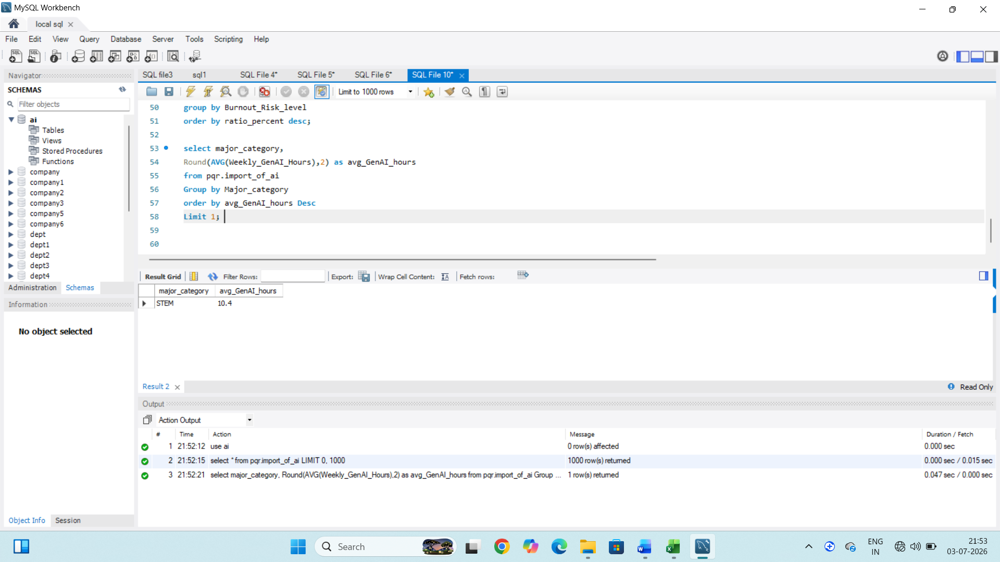 MySQL Workbench
local sql
File Edit View Query Database Server Tools Scripting Help
Navigator
SCHEMAS
Filter objects
ai
Tables
Views
Stored Procedures
Functions
company
company1
company2
company3
company5
company6
dept
dept1
dept2
dept3
dept4
Administration Schemas
Information
No object selected
Object Info Session
SQL file3 sql1 SQL File 4* SQL File 5* SQL File 6* SQL File 10*
Limit to 1000 rows
50 group by Burnout_Risk_level
51 order by ratio_percent desc;
52
53 select major_category,
54 Round(AVG(Weekly_GenAI_Hours),2) as avg_GenAI_hours
55 from pqr.import_of_ai
56 Group by Major_category
57 order by avg_GenAI_hours Desc
58 Limit 1;
59
60
Result Grid Filter Rows: Export: Wrap Cell Content: Fetch rows:
major_category avg_GenAI_hours
STEM 10.4
Result 2
Read Only
Output
Action Output
# Time Action Message Duration / Fetch
1 21:52:12 use ai 0 row(s) affected 0.000 sec
2 21:52:15 select * from pqr.import_of_ai LIMIT 0, 1000 1000 row(s) returned 0.000 sec / 0.015 sec
3 21:52:21 select major_category, Round(AVG(Weekly_GenAI_Hours),2) as avg_GenAI_hours from pqr.import_of_ai Group ... 1 row(s) returned 0.047 sec / 0.000 sec
Search
ENG
IN
21:53
03-07-2026